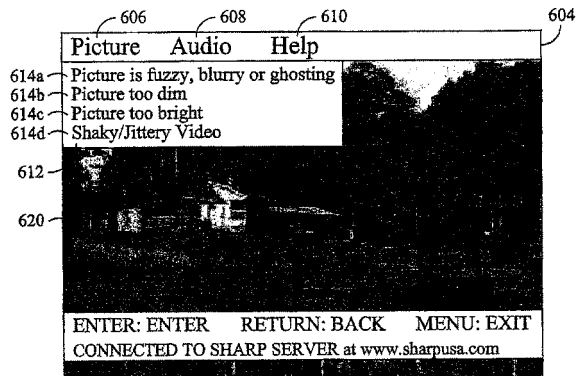 606 608 610 604
Picture Audio Help
614a Picture is fuzzy, blurry or ghosting
614b Picture too dim
614c Picture too bright
614d Shaky/Jittery Video
612
620
ENTER: ENTER RETURN: BACK MENU: EXIT
CONNECTED TO SHARP SERVER at www.sharpusa.com